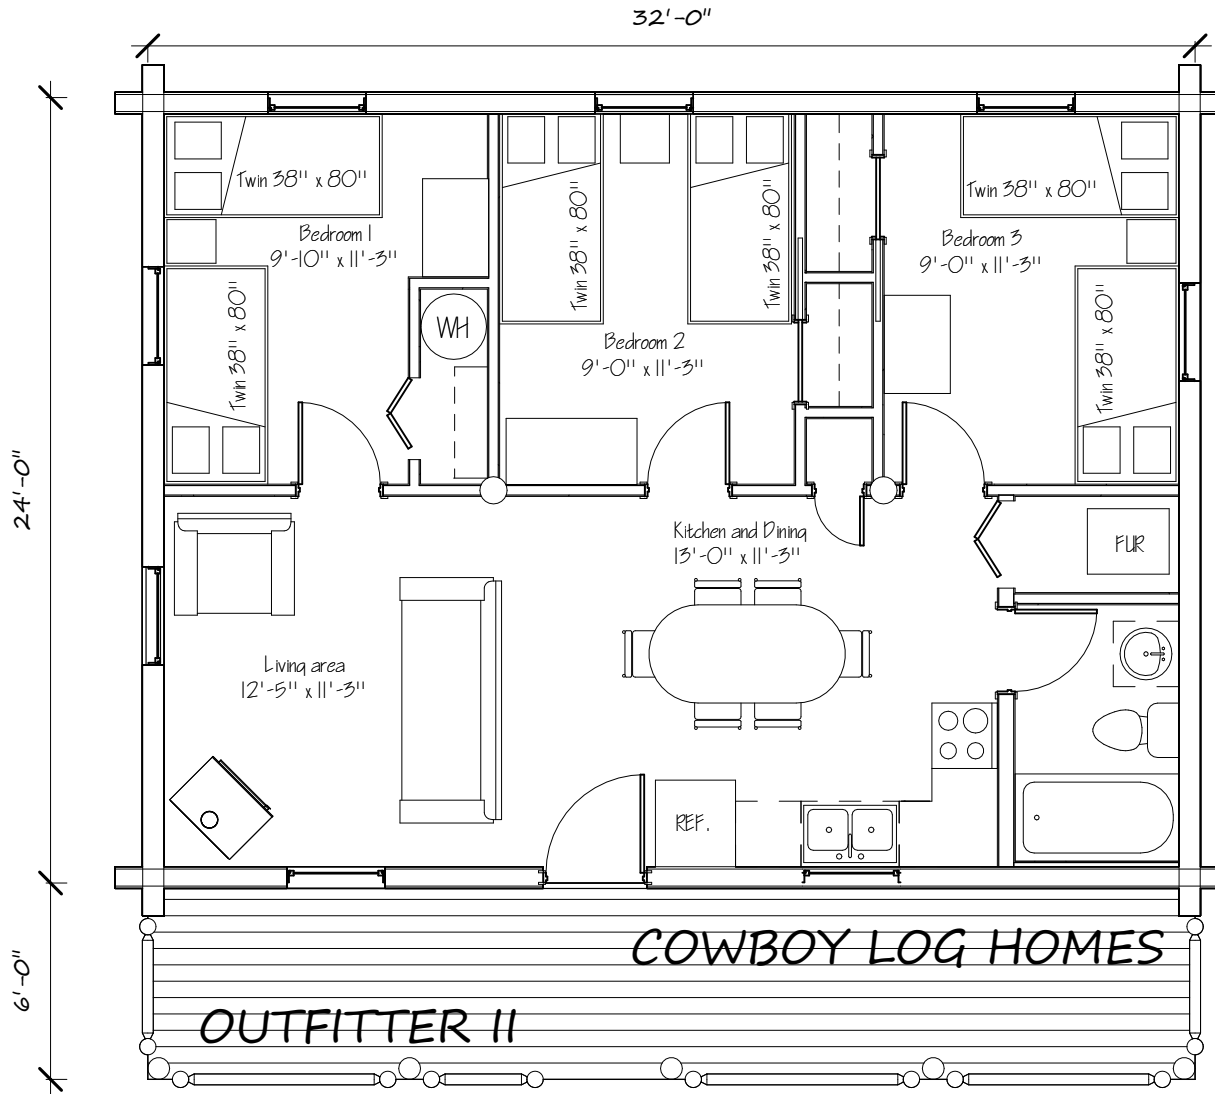 32'-0"
Twin 38" x 80"
Bedroom 1
9'-10" x 11'-3"
Twin 38" x 80"
WH
Twin 38" x 80"
Twin 38" x 80"
Bedroom 2
9'-0" x 11'-3"
Twin 38" x 80"
Bedroom 3
9'-0" x 11'-3"
Twin 38" x 80"
24'-0"
Kitchen and Dining
13'-0" x 11'-3"
FUR
Living area
12'-5" x 11'-3"
REF.
6'-0"
COWBOY LOG HOMES
OUTFITTER II